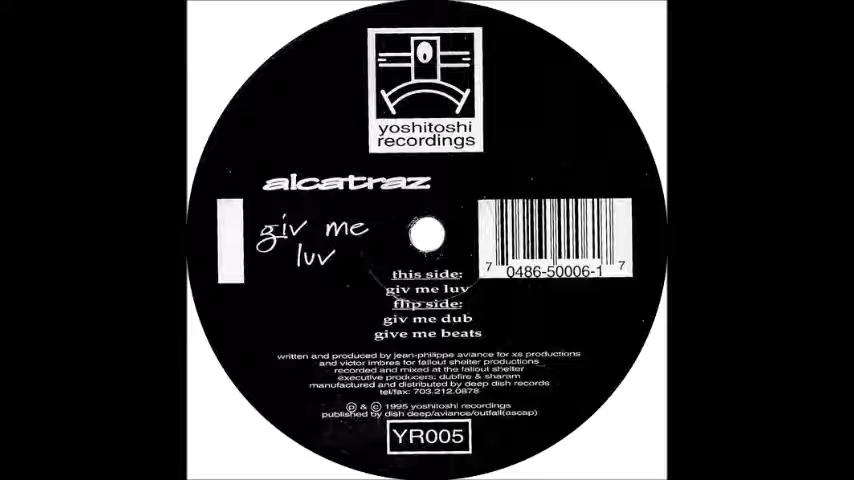 yoshitoshi
recordings
alcatraz
giv me
luv
7 0486-50006-1 7
this side:
giv me luv
flip side:
giv me dub
give me beats
written and produced by jean-philippe aviance for xs productions
and victor imbres for fallout shelter productions
recorded and mixed at the fallout shelter
executive producers: dubfire & sharam
manufactured and distributed by deep dish records
tel/fax: 703.212.0878
℗ & © 1995 yoshitoshi recordings
published by dish deep/aviance/outfall(ascap)
YR005